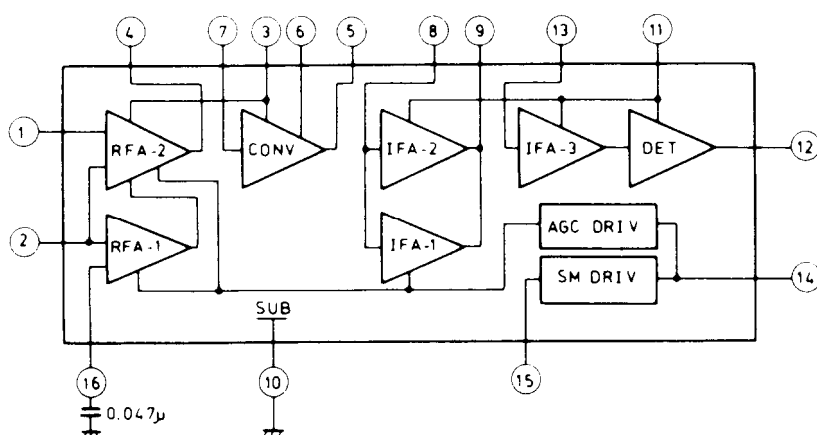 4 7 3 6 5 8 9 13 11
1 RFA-2 CONV IFA-2 IFA-3 DET 12
2 RFA-1 IFA-1 AGC DRIV
SM DRIV 14
SUB
16 10 15
0.047μ